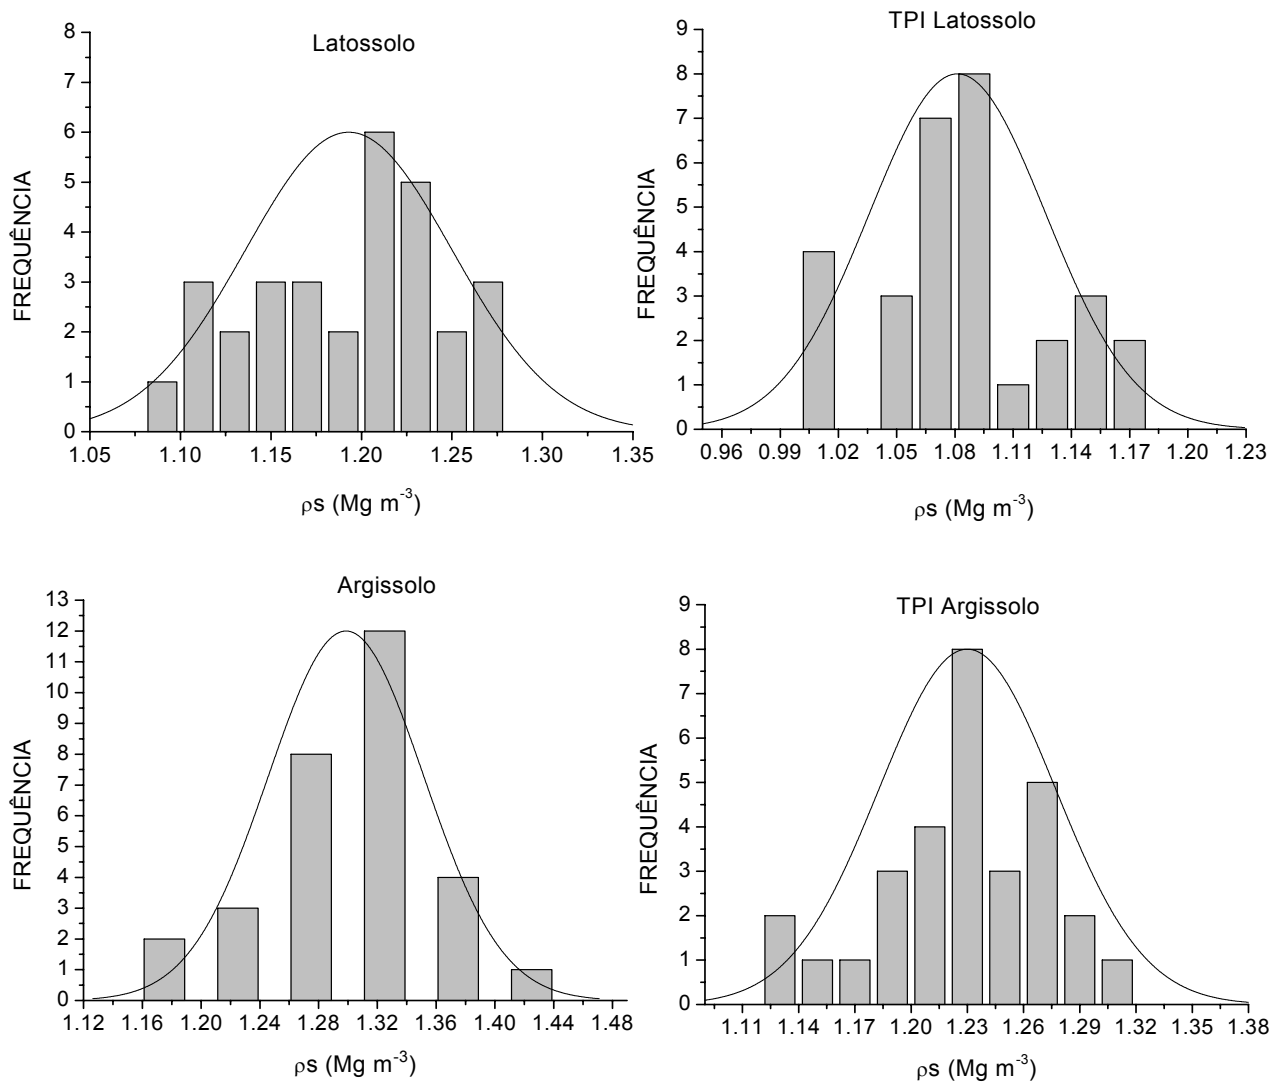 Latossolo
8
7
6
5
4
3
2
1
0
FREQUÊNCIA
1.05 1.10 1.15 1.20 1.25 1.30 1.35
ρs (Mg m⁻³)
TPI Latossolo
9
8
7
6
5
4
3
2
1
0
FREQUÊNCIA
0.96 0.99 1.02 1.05 1.08 1.11 1.14 1.17 1.20 1.23
ρs (Mg m⁻³)
Argissolo
13
12
11
10
9
8
7
6
5
4
3
2
1
0
FREQUÊNCIA
1.12 1.16 1.20 1.24 1.28 1.32 1.36 1.40 1.44 1.48
ρs (Mg m⁻³)
TPI Argissolo
9
8
7
6
5
4
3
2
1
0
FREQUÊNCIA
1.11 1.14 1.17 1.20 1.23 1.26 1.29 1.32 1.35 1.38
ρs (Mg m⁻³)